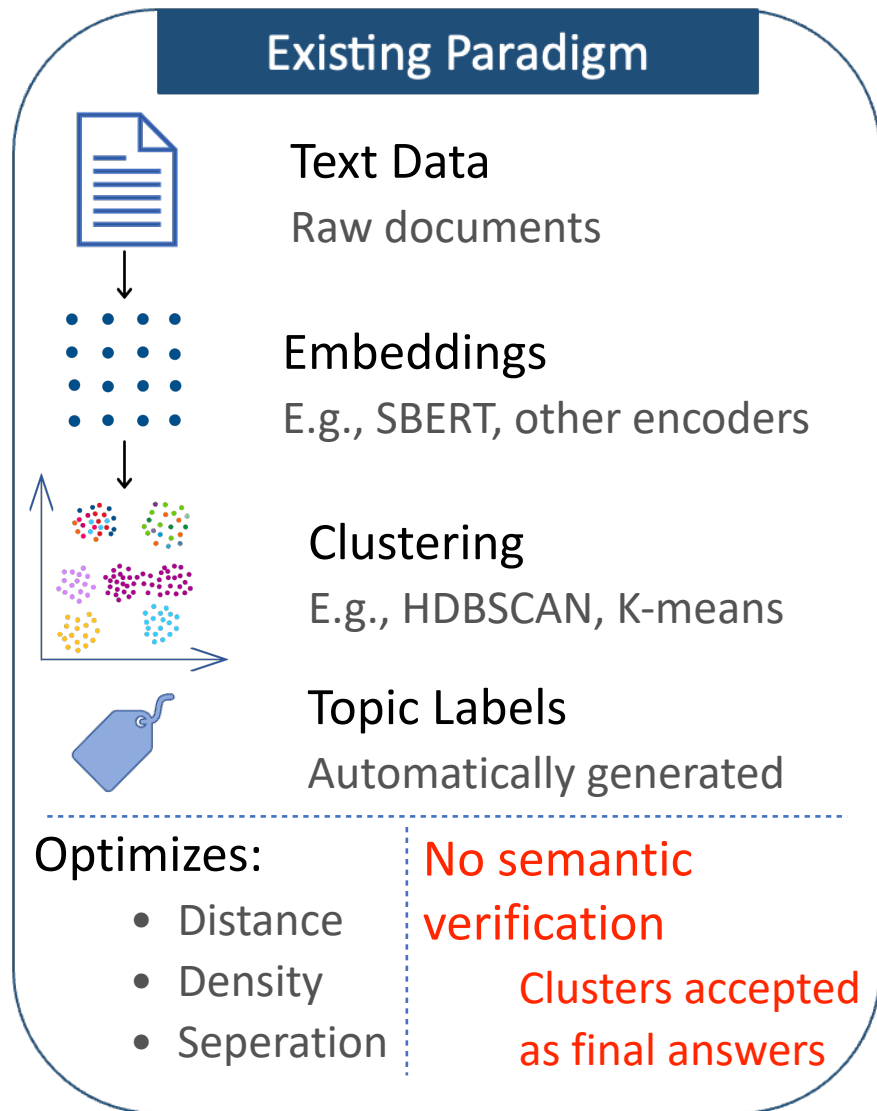 Existing Paradigm
Text Data
Raw documents
Embeddings
E.g., SBERT, other encoders
Clustering
E.g., HDBSCAN, K-means
Topic Labels
Automatically generated
Optimizes:
• Distance
• Density
• Seperation
No semantic
verification
Clusters accepted
as final answers